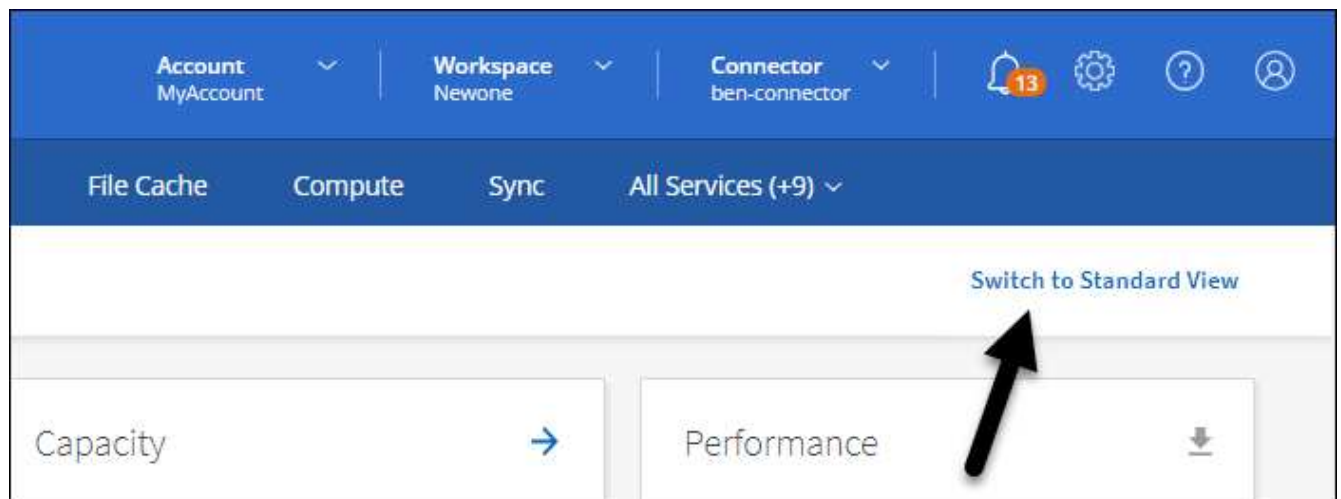 Account
MyAccount
Workspace
Newone
Connector
ben-connector
13
?
File Cache
Compute
Sync
All Services (+9)
Switch to Standard View
Capacity
Performance